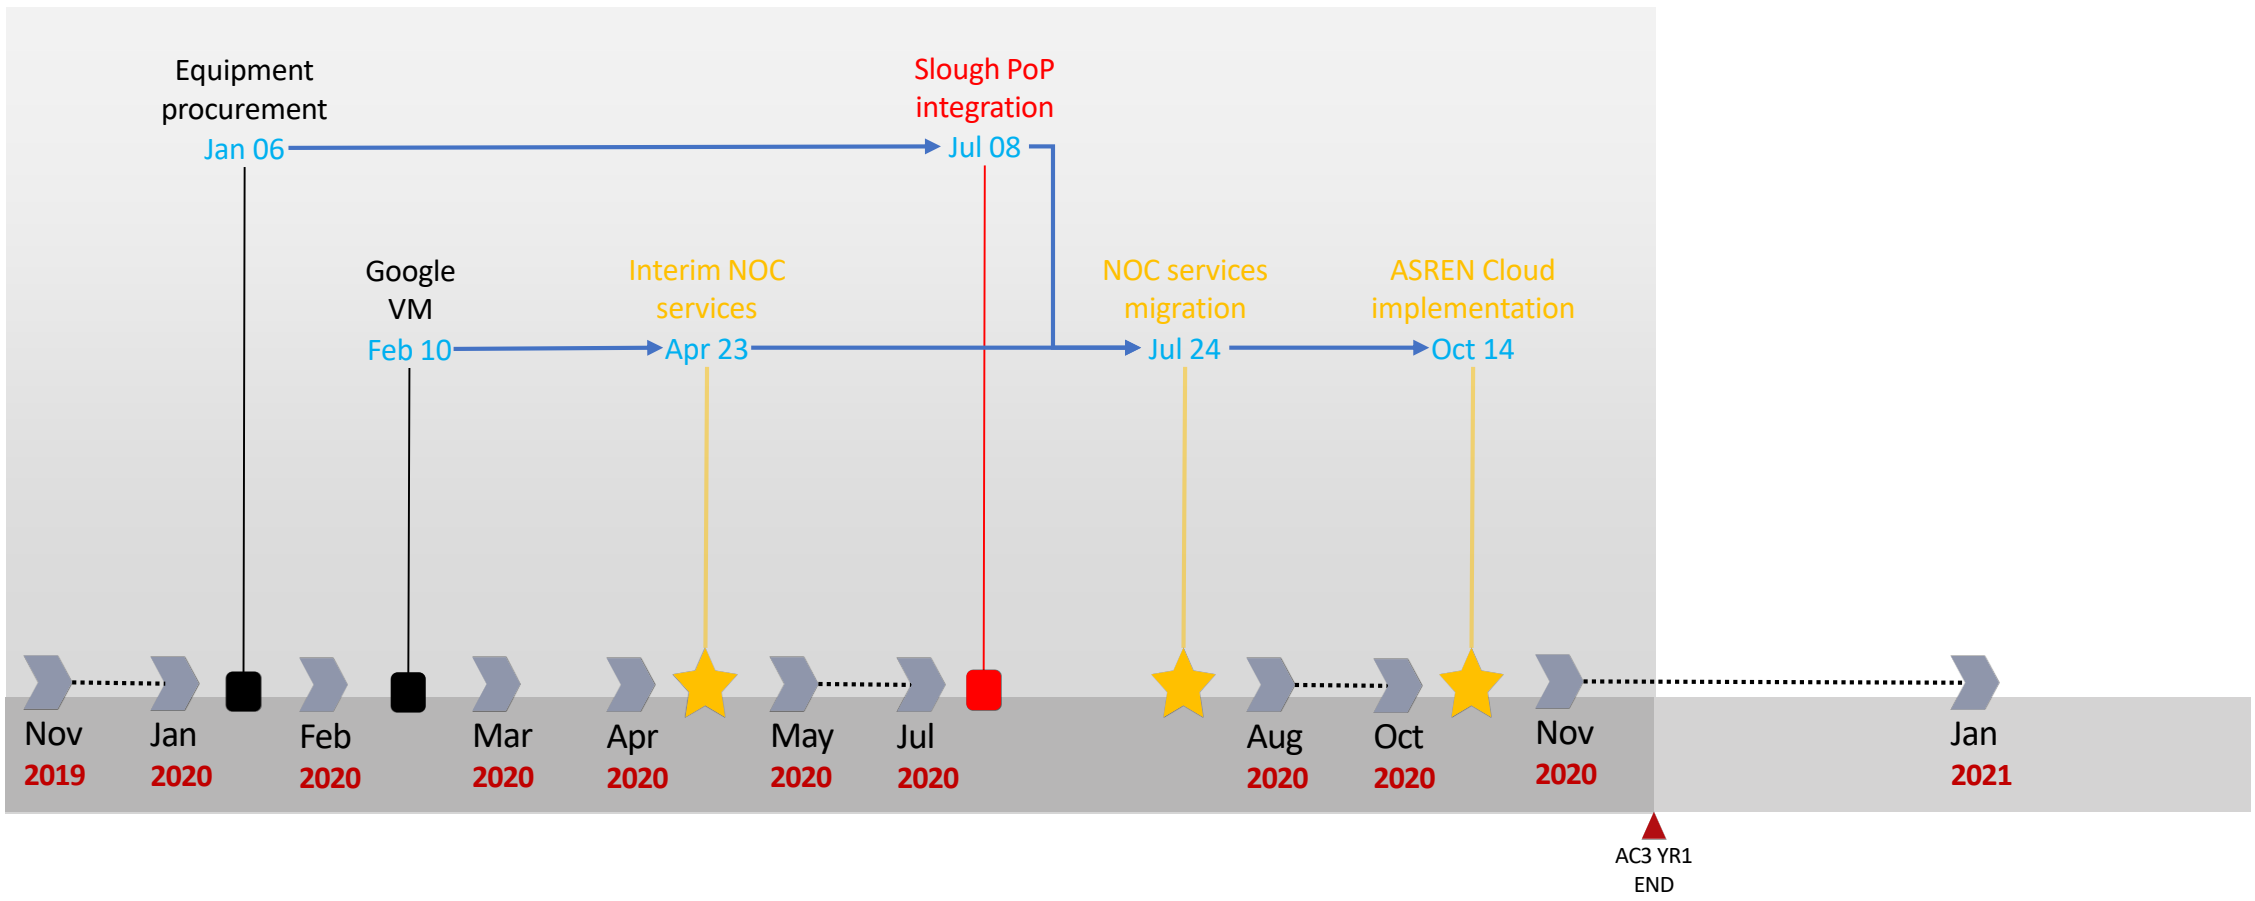 Equipment
procurement
Jan 06
Slough PoP
integration
Jul 08
Google
VM
Feb 10
Interim NOC
services
Apr 23
NOC services
migration
Jul 24
ASREN Cloud
implementation
Oct 14
Nov
2019
Jan
2020
Feb
2020
Mar
2020
Apr
2020
May
2020
Jul
2020
Aug
2020
Oct
2020
Nov
2020
Jan
2021
AC3 YR1
END